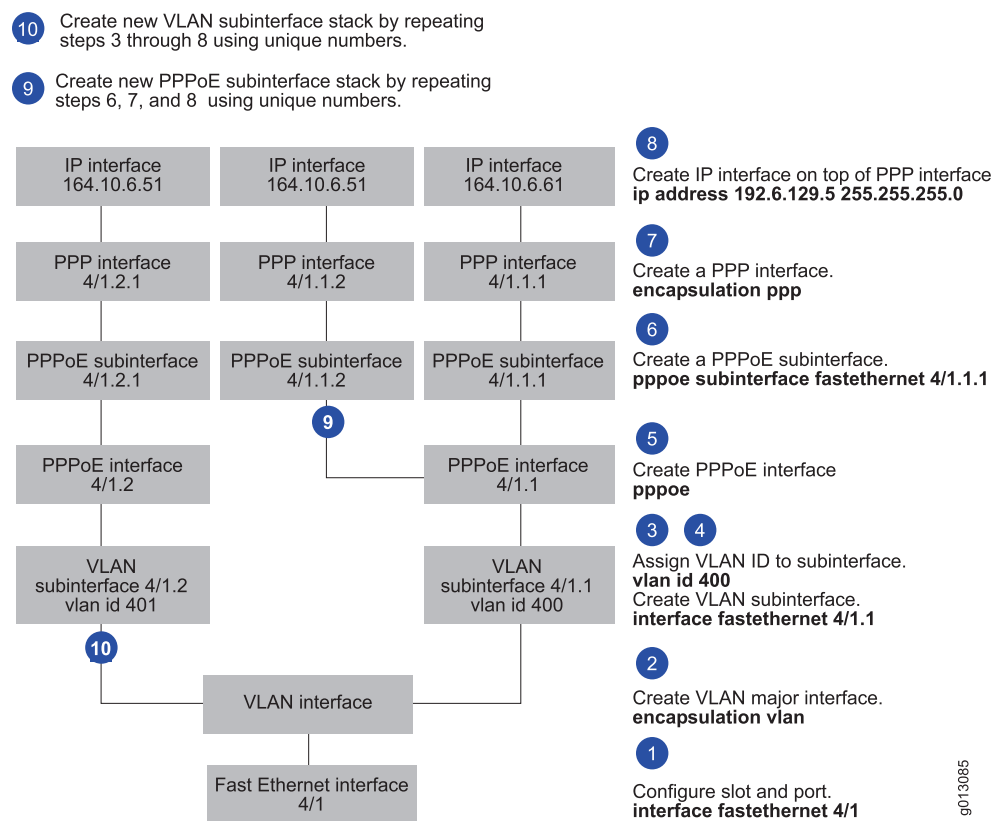 10 Create new VLAN subinterface stack by repeating
steps 3 through 8 using unique numbers.
9 Create new PPPoE subinterface stack by repeating
steps 6, 7, and 8 using unique numbers.
IP interface
164.10.6.51
IP interface
164.10.6.51
IP interface
164.10.6.61
8
Create IP interface on top of PPP interface
ip address 192.6.129.5 255.255.255.0
PPP interface
4/1.2.1
PPP interface
4/1.1.2
PPP interface
4/1.1.1
7
Create a PPP interface.
encapsulation ppp
PPPoE subinterface
4/1.2.1
PPPoE subinterface
4/1.1.2
PPPoE subinterface
4/1.1.1
6
Create a PPPoE subinterface.
pppoe subinterface fastethernet 4/1.1.1
9
PPPoE interface
4/1.2
PPPoE interface
4/1.1
5
Create PPPoE interface
pppoe
VLAN
subinterface 4/1.2
vlan id 401
VLAN
subinterface 4/1.1
vlan id 400
3 4
Assign VLAN ID to subinterface.
vlan id 400
Create VLAN subinterface.
interface fastethernet 4/1.1
10
VLAN interface
2
Create VLAN major interface.
encapsulation vlan
Fast Ethernet interface
4/1
1
Configure slot and port.
interface fastethernet 4/1
g013085